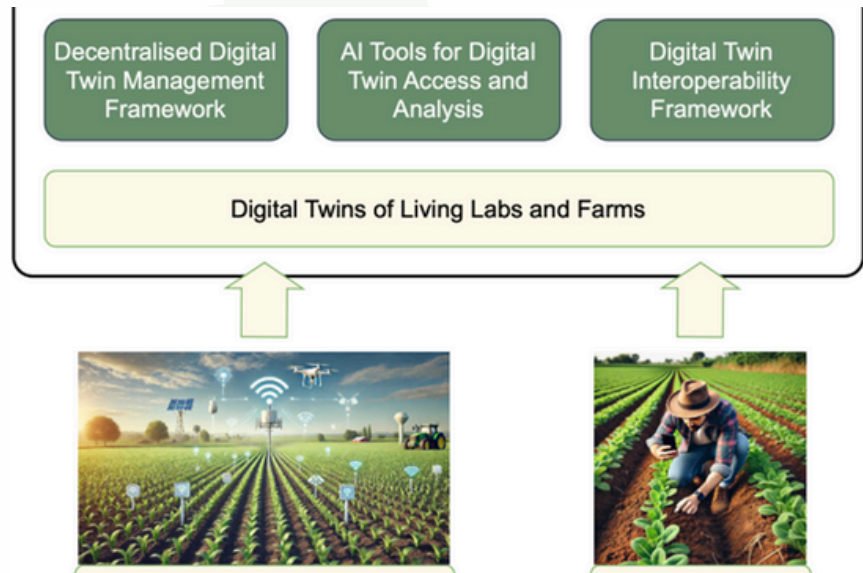 Decentralised Digital
Twin Management
Framework
AI Tools for Digital
Twin Access and
Analysis
Digital Twin
Interoperability
Framework
Digital Twins of Living Labs and Farms